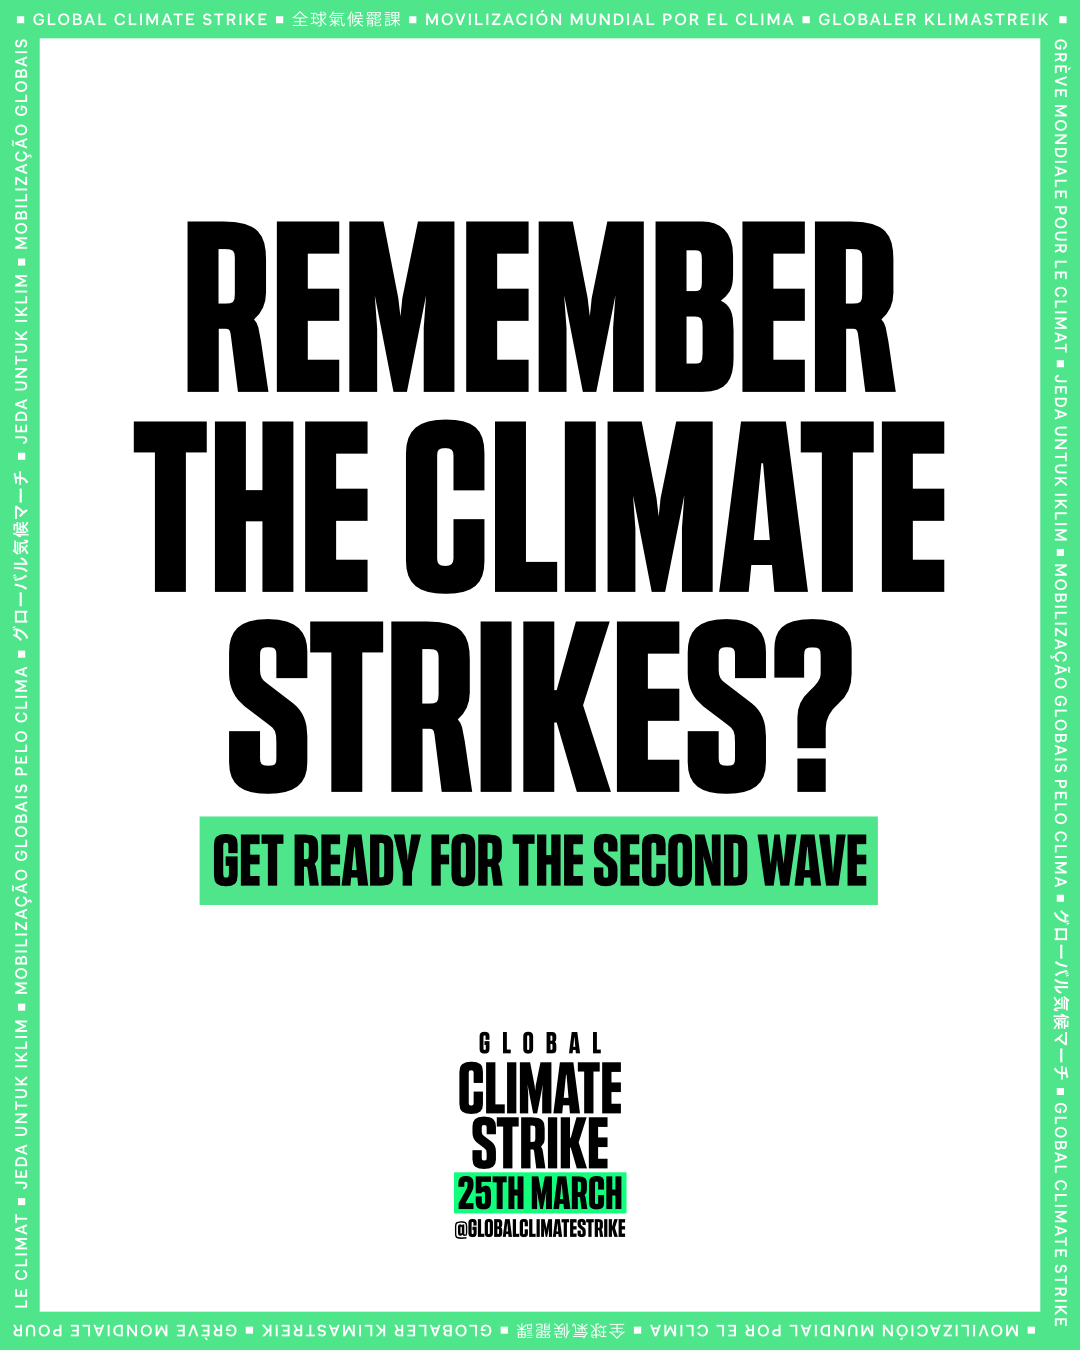 ■ GLOBAL CLIMATE STRIKE ■ 全球氣候罷課 ■ MOVILIZACIÓN MUNDIAL POR EL CLIMA ■ GLOBALER KLIMASTREIK ■
GRÈVE MONDIALE POUR LE CLIMAT ■ JEDA UNTUK IKLIM ■ MOBILIZAÇÃO GLOBAIS PELO CLIMA ■ グローバル気候マーチ ■ GLOBAL CLIMATE STRIKE
■ MOVILIZACIÓN MUNDIAL POR EL CLIMA ■ 全球氣候罷課 ■ GLOBALER KLIMASTREIK ■ GRÈVE MONDIALE POUR
LE CLIMAT ■ JEDA UNTUK IKLIM ■ MOBILIZAÇÃO GLOBAIS PELO CLIMA ■ グローバル気候マーチ ■ JEDA UNTUK IKLIM ■ MOBILIZAÇÃO GLOBAIS
REMEMBER
THE CLIMATE
STRIKES?
GET READY FOR THE SECOND WAVE
GLOBAL
CLIMATE
STRIKE
25TH MARCH
@GLOBALCLIMATESTRIKE